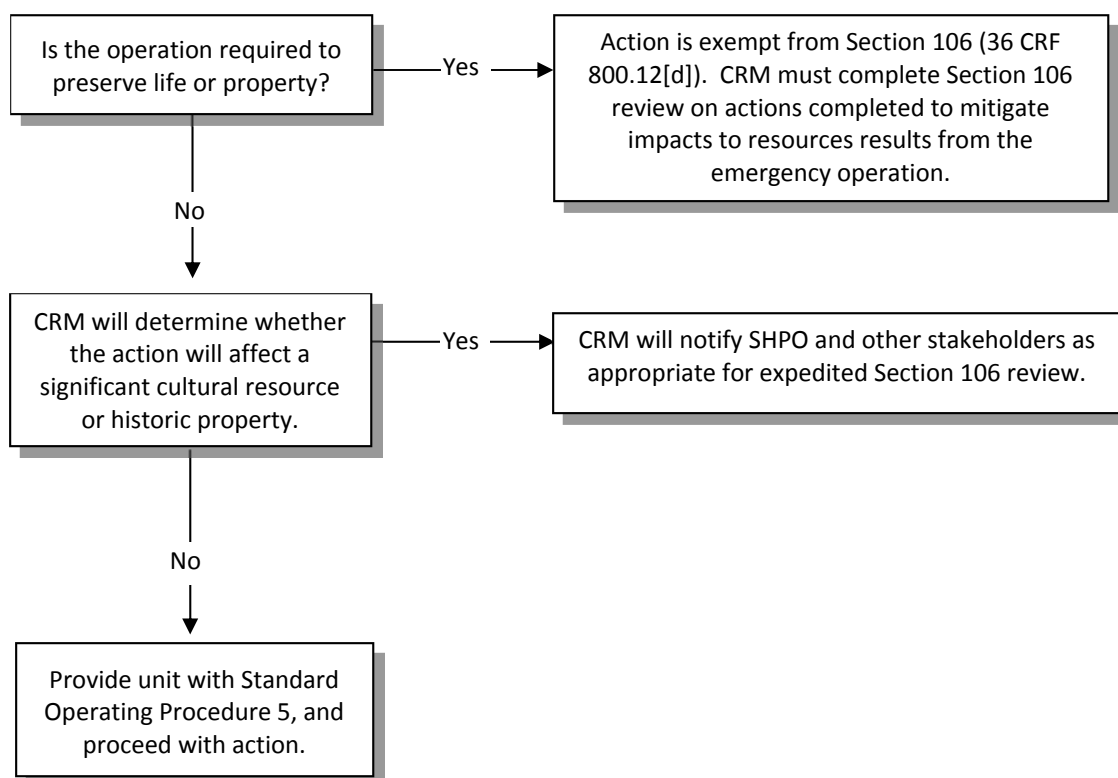 Is the operation required to
preserve life or property?
Yes
Action is exempt from Section 106 (36 CRF
800.12[d]).  CRM must complete Section 106
review on actions completed to mitigate
impacts to resources results from the
emergency operation.
No
CRM will determine whether
the action will affect a
significant cultural resource
or historic property.
Yes
CRM will notify SHPO and other stakeholders as
appropriate for expedited Section 106 review.
No
Provide unit with Standard
Operating Procedure 5, and
proceed with action.